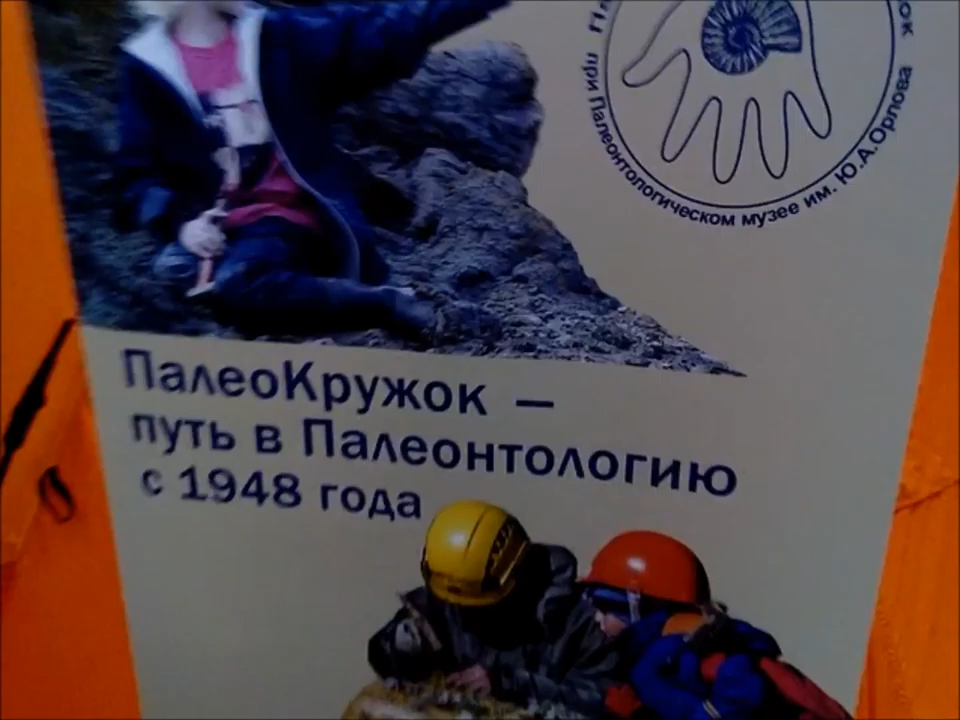 при Палеонтологическом музее им. Ю.А.Орлова
ПалеоКружок —
путь в Палеонтологию
с 1948 года